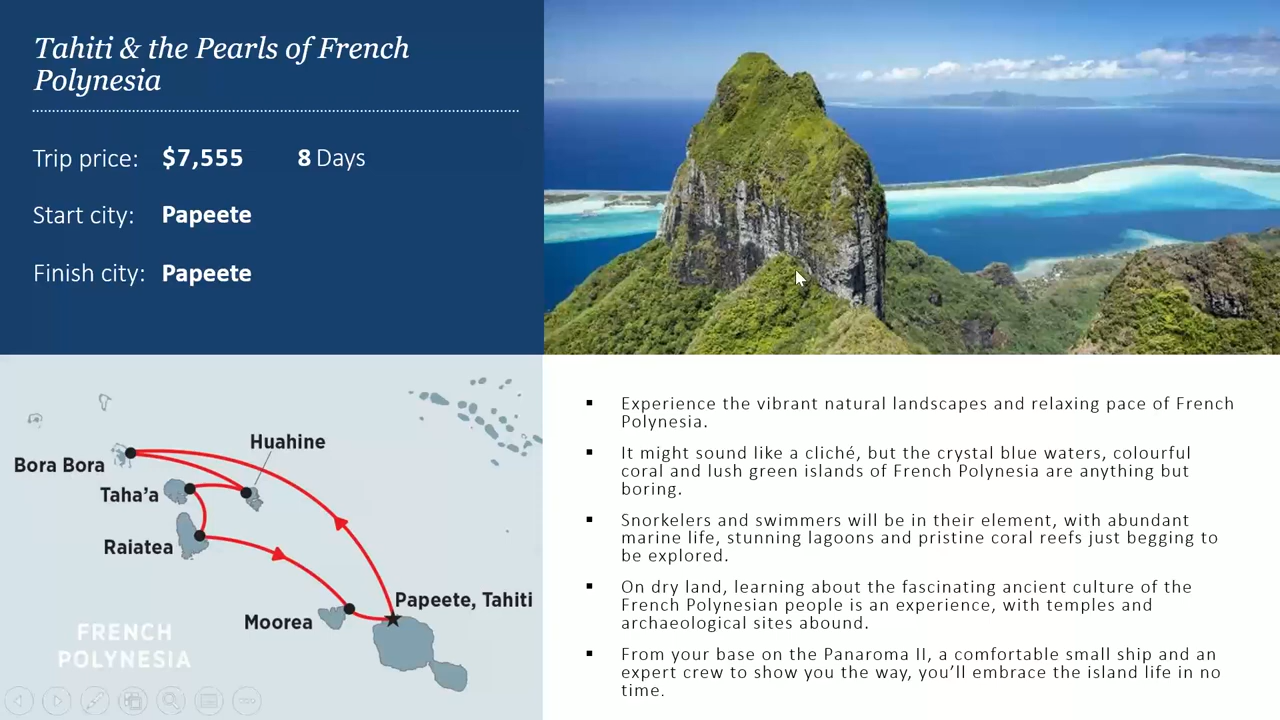 Tahiti & the Pearls of French
Polynesia
Trip price: $7,555 8 Days
Start city: Papeete
Finish city: Papeete
Huahine
Bora Bora
Taha'a
Raiatea
Papeete, Tahiti
Moorea
FRENCH
POLYNESIA
Experience the vibrant natural landscapes and relaxing pace of French
Polynesia.
It might sound like a cliché, but the crystal blue waters, colourful
coral and lush green islands of French Polynesia are anything but
boring.
Snorkelers and swimmers will be in their element, with abundant
marine life, stunning lagoons and pristine coral reefs just begging to
be explored.
On dry land, learning about the fascinating ancient culture of the
French Polynesian people is an experience, with temples and
archaeological sites abound.
From your base on the Panaroma II, a comfortable small ship and an
expert crew to show you the way, you'll embrace the island life in no
time.